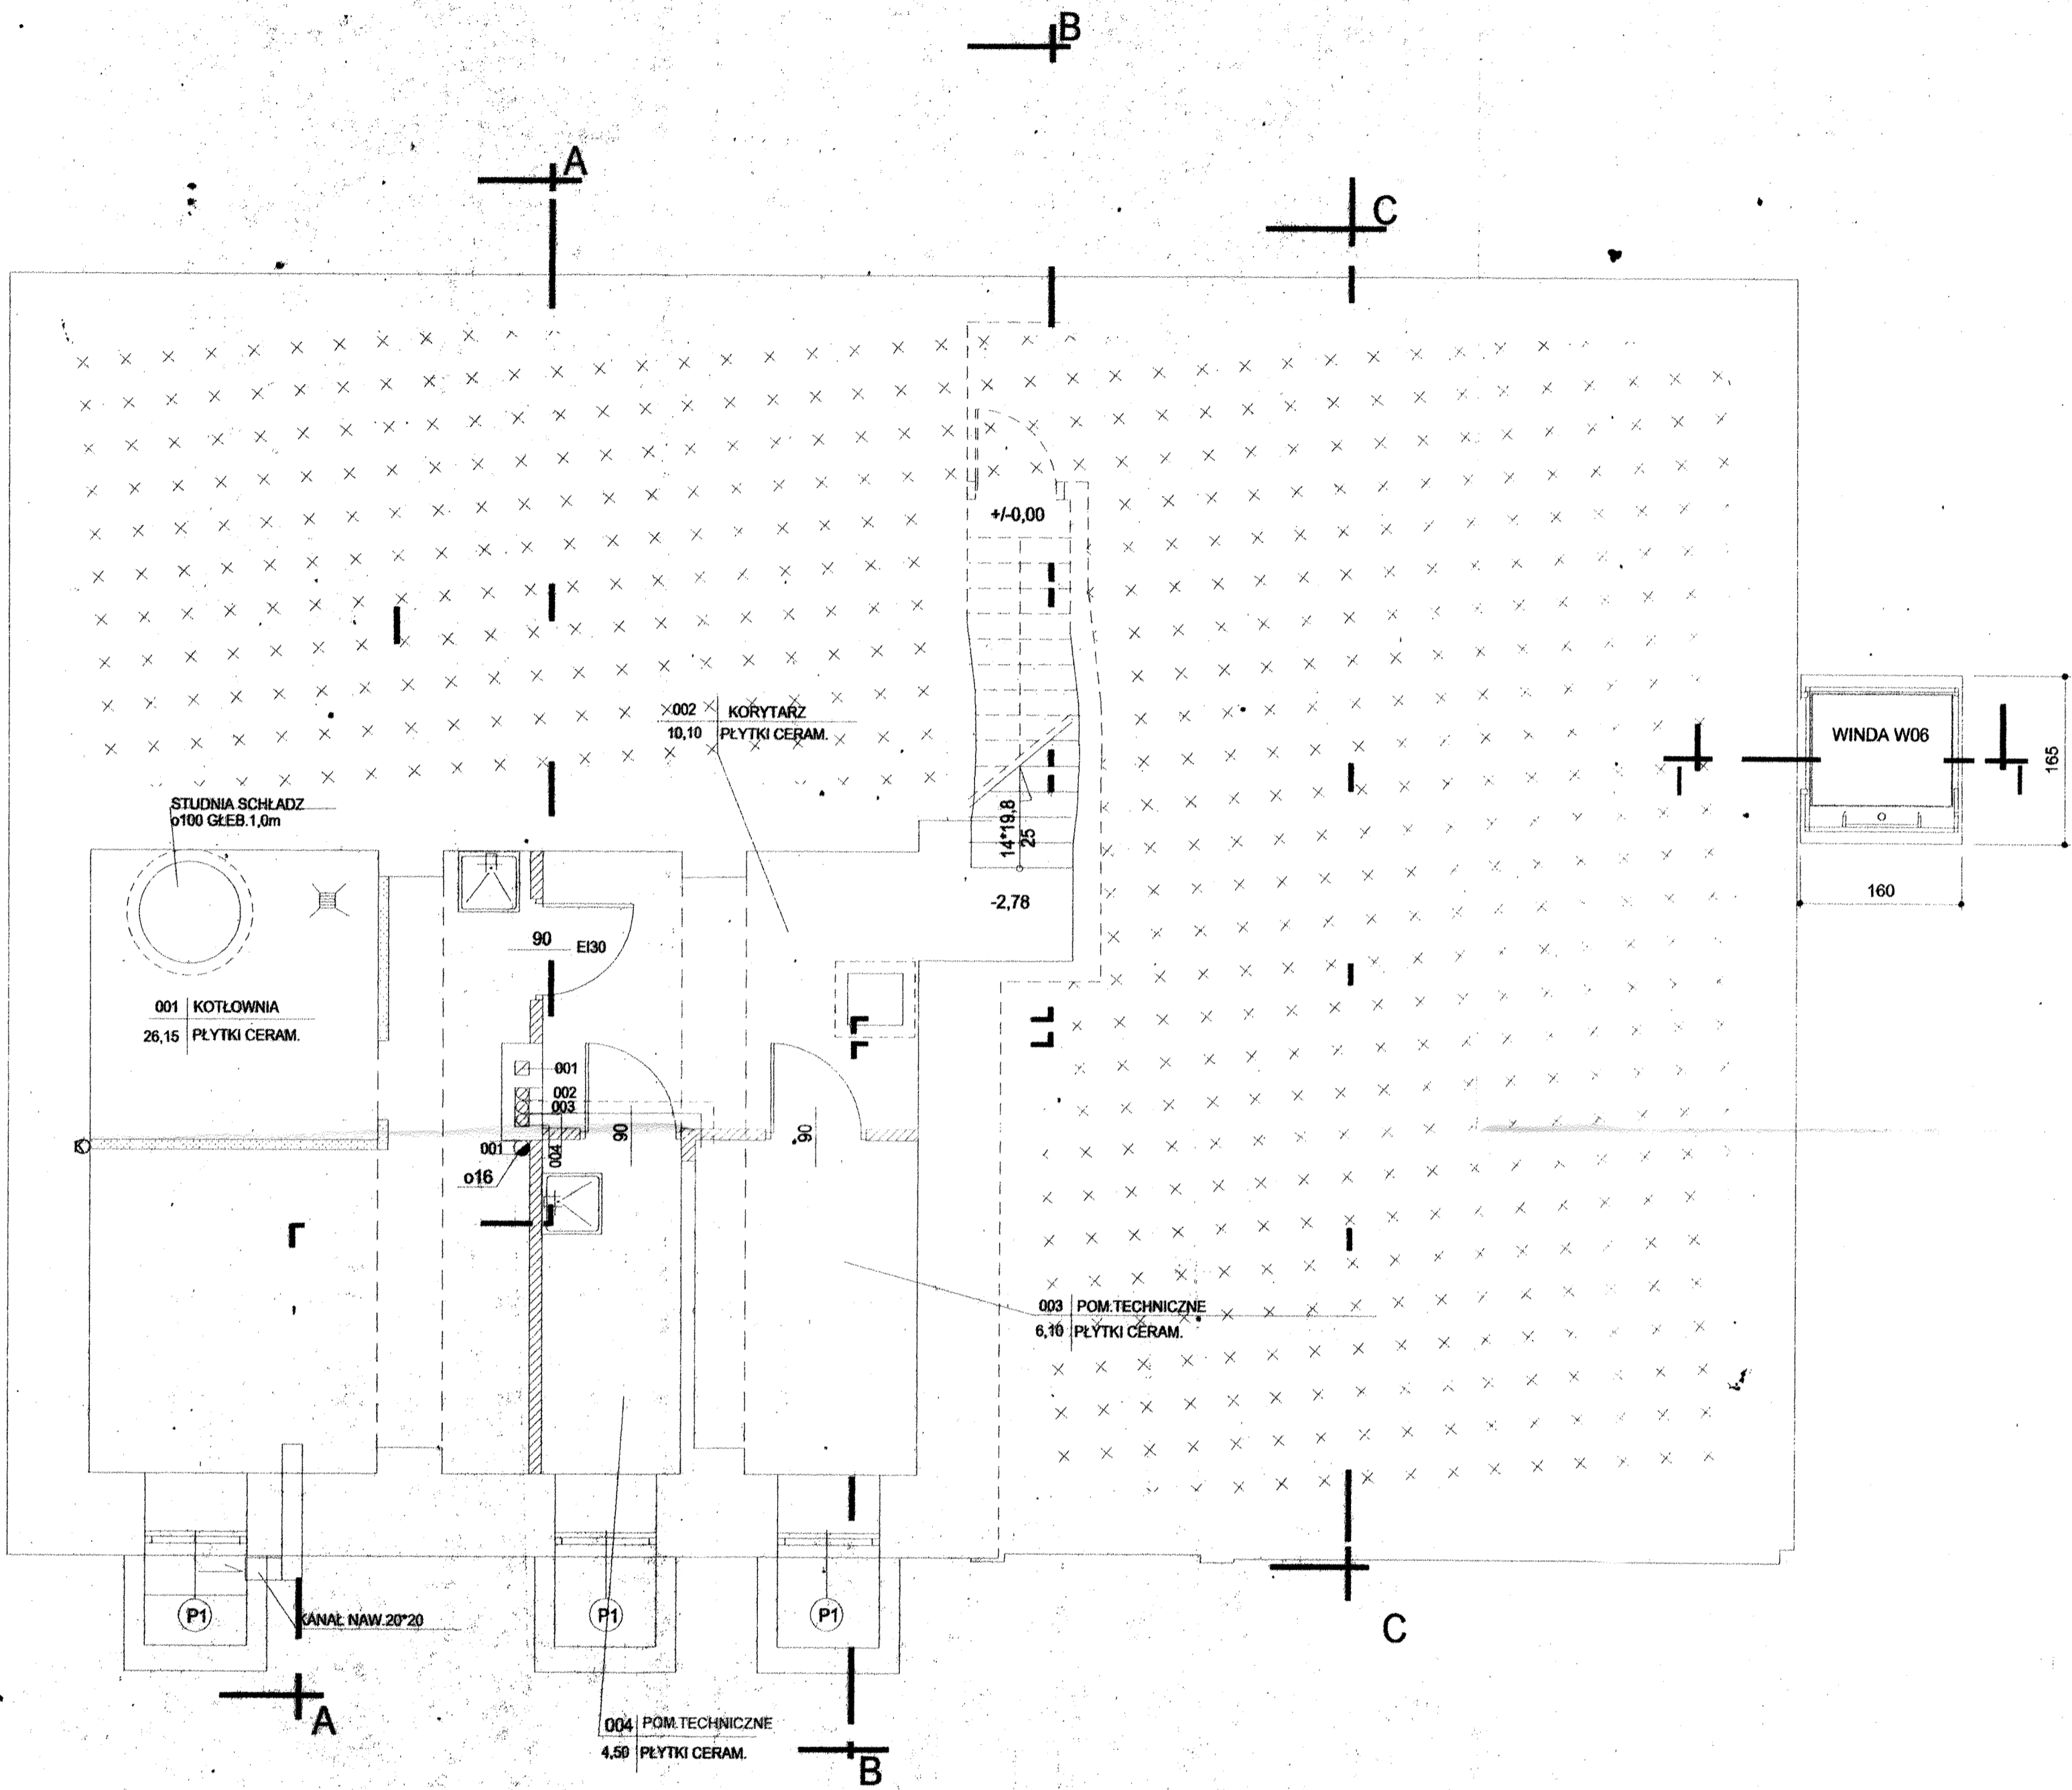 B
A
C
+/-0,00
002 KORYTARZ
10,10 PŁYTKI CERAM.
WINDA W06
165
160
STUDNIA SCHŁADZ
o100 GŁEB.1,0m
14*19,8
25
-2,78
90 EI30
001 KOTŁOWNIA
26,15 PŁYTKI CERAM.
001
002
003
90
90
001
004
o16
K
003 POM.TECHNICZNE
6,10 PŁYTKI CERAM.
P1
P1
P1
KANAŁ NAW.20*20
C
A
004 POM.TECHNICZNE
4,50 PŁYTKI CERAM.
B